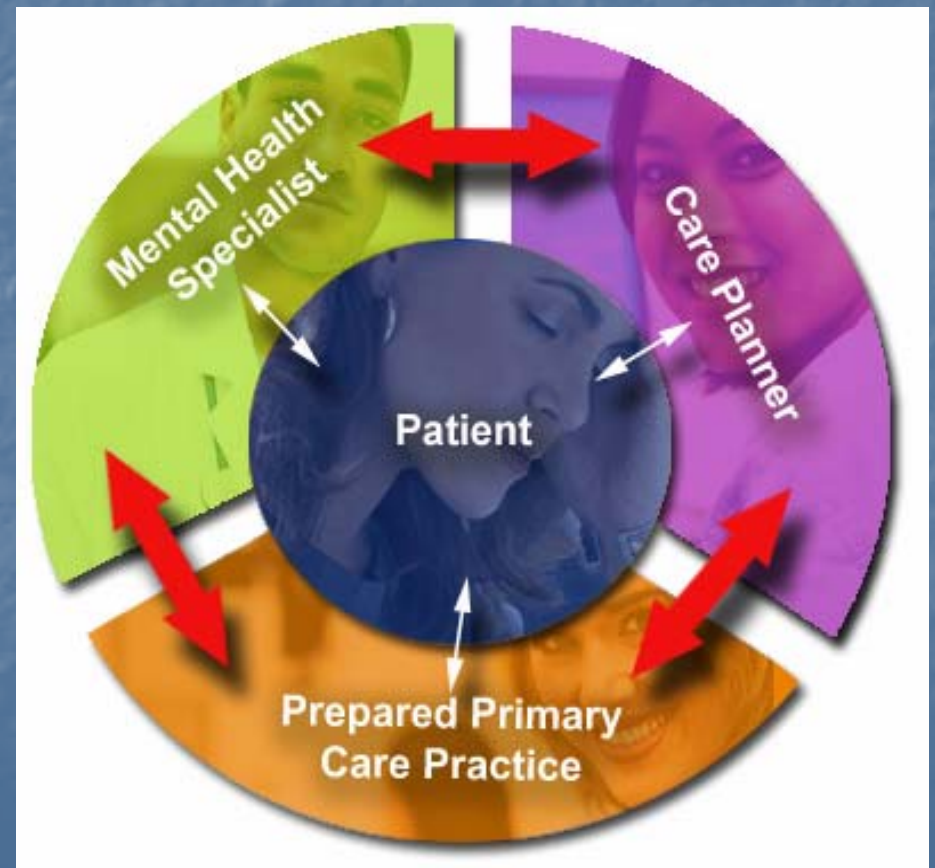 Mental Health
Specialist
Care Planner
Patient
Prepared Primary
Care Practice